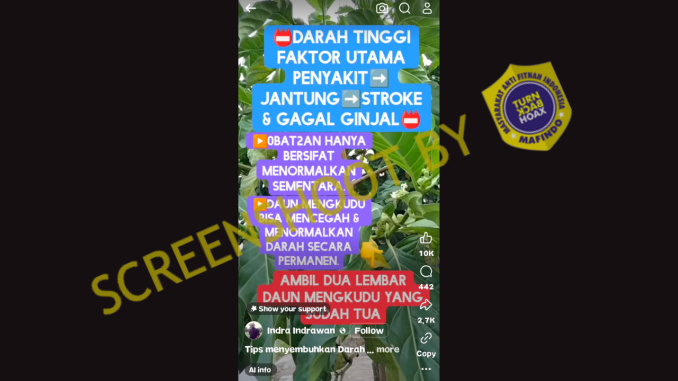 📛DARAH TINGGI
FAKTOR UTAMA
PENYAKIT➡️
JANTUNG➡️STROKE
& GAGAL GINJAL📛
▶️0BAT2AN HANYA
BERSIFAT
MENORMALKAN
SEMENTARA.
▶️DAUN MENGKUDU
BISA MENCEGAH &
MENORMALKAN
DARAH SECARA
PERMANEN.
AMBIL DUA LEMBAR
DAUN MENGKUDU YANG
SUDAH TUA
10K
442
2,7K
Copy
Show your support
Indra Indrawan
Follow
Tips menyembuhkan Darah ... more
AI info
SCREENSHOOT BY
MASYARAKAT ANTI FITNAH INDONESIA
TURN
BACK
HOAX
MAFINDO